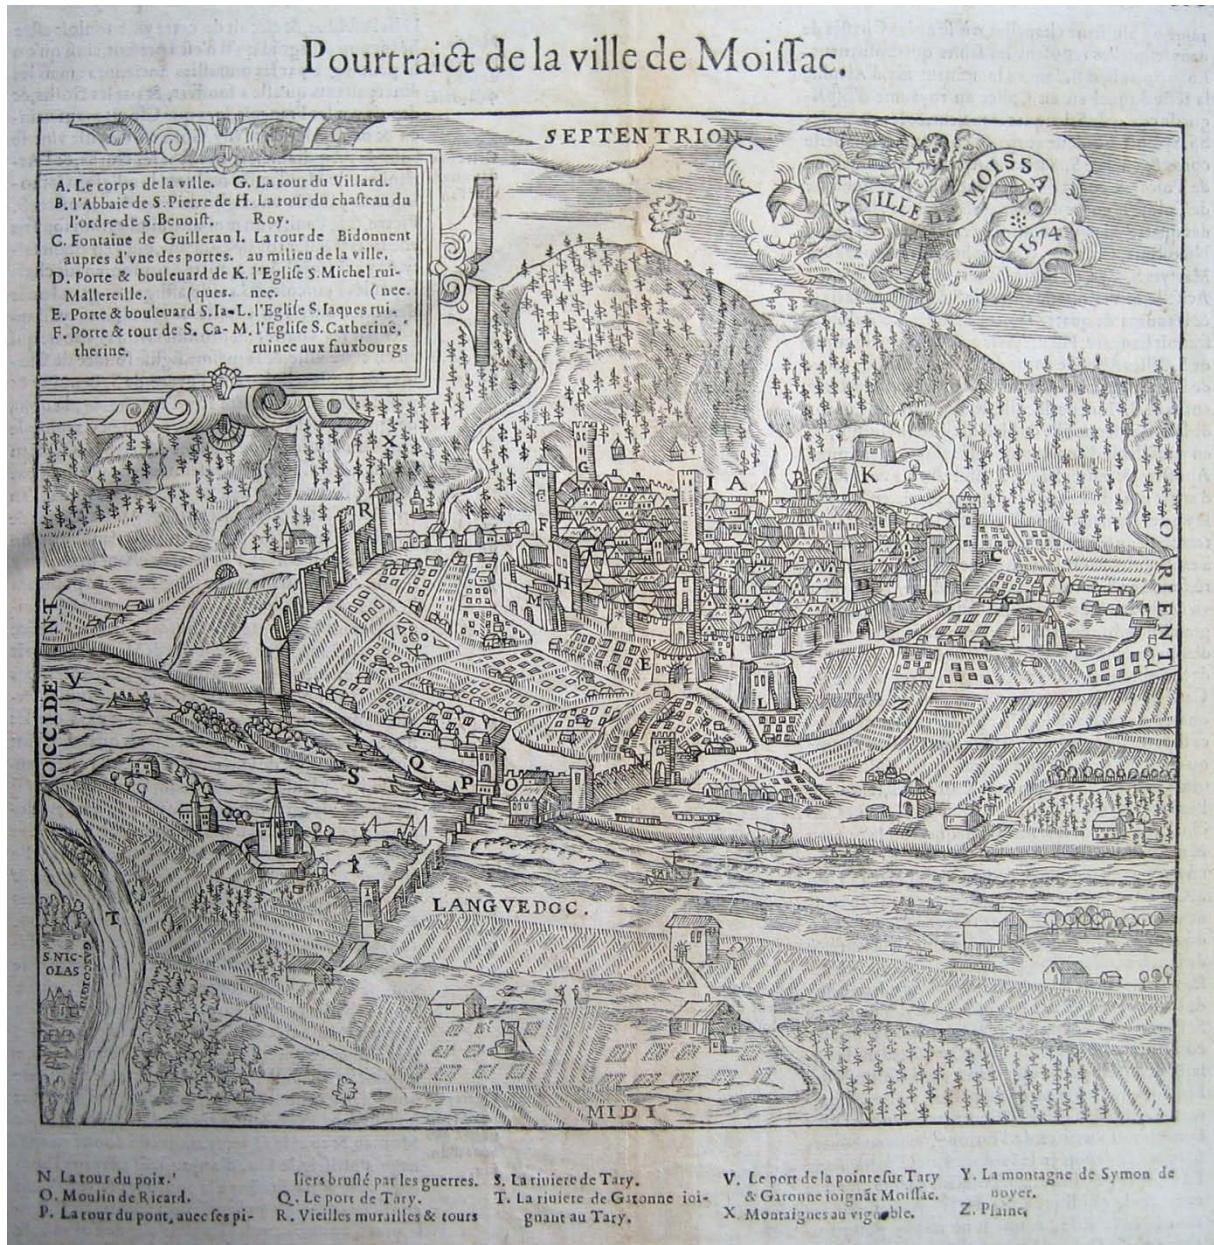 Pourtraict de la ville de Moiſſac.
SEPTENTRION
LA VILLE DE MOISSA
1574
A. Le corps de la ville. G. La tour du Villard.
B. l'Abbaie de S. Pierre de H. La tour du chaſteau du
l'ordre de S. Benoiſt. Roy.
C. Fontaine de Guilleran I. La tour de Bidonnent
aupres d'vne des portes. au milieu de la ville.
D. Porte & bouleuard de K. l'Egliſe S. Michel rui-
Mallereille. (ques. nee. (nee.
E. Porte & bouleuard S. Ia- L. l'Egliſe S. Iaques rui.
F. Porte & tour de S. Ca- M. l'Egliſe S. Catherine,
therine. ruinee aux fauxbourgs
Y
X
G
I A B K
R
F
I
C
H
M
E
L
Z
ORIENT
OCCIDENT
V
S
Q
P
O
N
R
LANGVEDOC.
T
S. NIC-
OLAS
MIDI
N. La tour du poix.
O. Moulin de Ricard.
P. La tour du pont, auec ſes pi-
liers bruſlé par les guerres.
Q. Le port de Tary.
R. Vieilles murailles & tours
S. La riuiere de Tary.
T. La riuiere de Garonne ioi-
gnant au Tary.
V. Le port de la pointe ſur Tary
& Garonne ioignãt Moiſſac.
X. Montaignes au vignoble.
Y. La montagne de Symon de
noyer.
Z. Plaine,